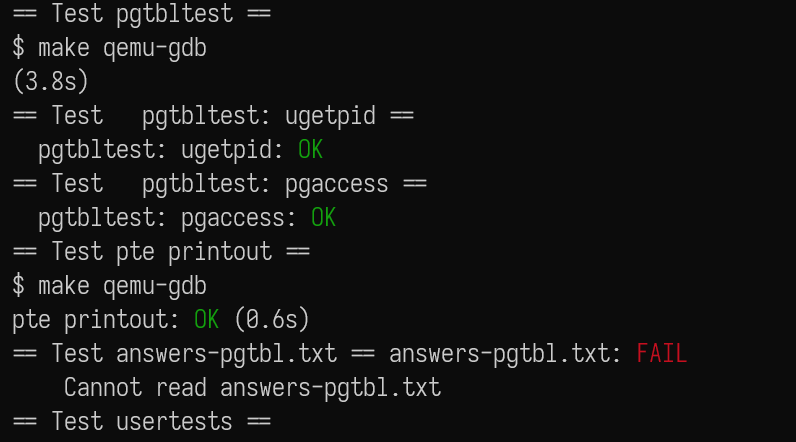 == Test pgtbltest ==
$ make qemu-gdb
(3.8s)
== Test   pgtbltest: ugetpid ==
  pgtbltest: ugetpid: OK
== Test   pgtbltest: pgaccess ==
  pgtbltest: pgaccess: OK
== Test pte printout ==
$ make qemu-gdb
pte printout: OK (0.6s)
== Test answers-pgtbl.txt == answers-pgtbl.txt: FAIL
    Cannot read answers-pgtbl.txt
== Test usertests ==